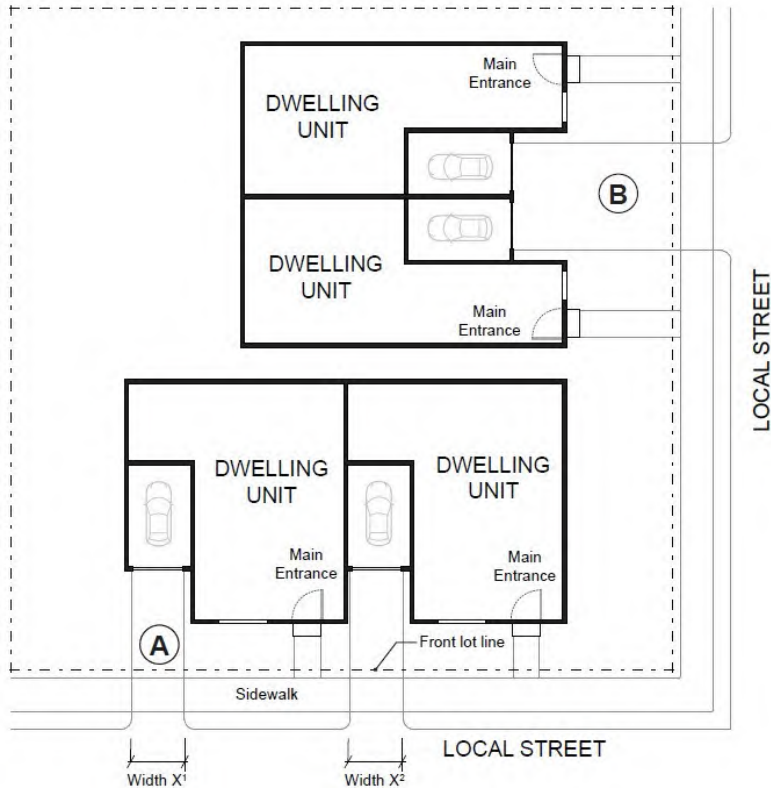 Main
Entrance
DWELLING
UNIT
B
DWELLING
UNIT
Main
Entrance
LOCAL STREET
DWELLING
UNIT
DWELLING
UNIT
Main
Entrance
Main
Entrance
A
Front lot line
Sidewalk
LOCAL STREET
Width X¹
Width X²